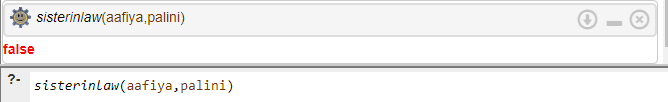 sisterinlaw(aafiya,palini)
false
?- sisterinlaw(aafiya,palini)